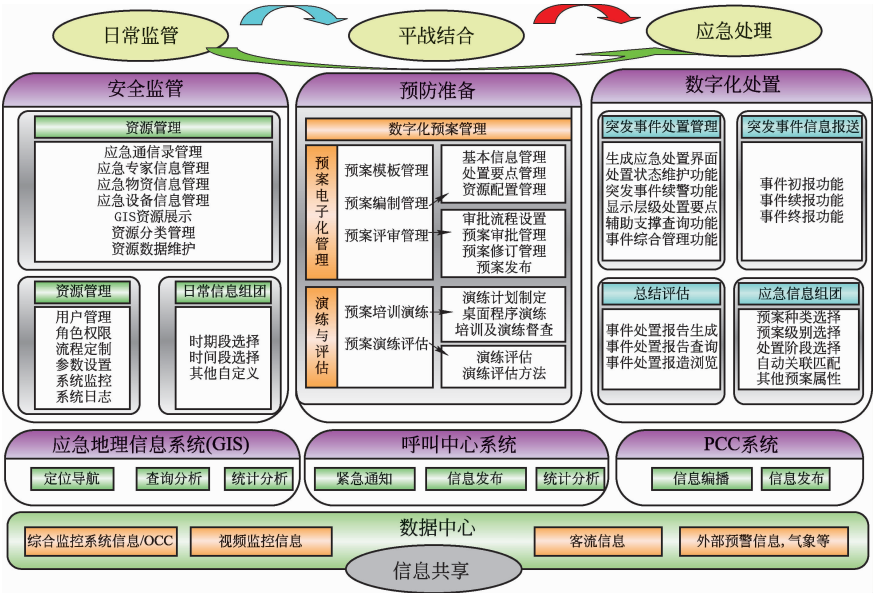 日常监管
平战结合
应急处理
安全监管
资源管理
应急通信录管理
应急专家信息管理
应急物资信息管理
应急设备信息管理
GIS资源展示
资源分类管理
资源数据维护
资源管理
用户管理
角色权限
流程定制
参数设置
系统监控
系统日志
日常信息组团
时期段选择
时间段选择
其他自定义
预防准备
数字化预案管理
预案电子化管理
预案模板管理
预案编制管理
预案评审管理
基本信息管理
处置要点管理
资源配置管理
审批流程设置
预案审批管理
预案修订管理
预案发布
演练与评估
预案培训演练
预案演练评估
演练计划制定
桌面程序演练
培训及演练督查
演练评估
演练评估方法
数字化处置
突发事件处置管理
生成应急处置界面
处置状态维护功能
突发事件续警功能
显示层级处置要点
辅助支撑查询功能
事件综合管理功能
突发事件信息报送
事件初报功能
事件续报功能
事件终报功能
总结评估
事件处置报告生成
事件处置报告查询
事件处置报造浏览
应急信息组团
预案种类选择
预案级别选择
处置阶段选择
自动关联匹配
其他预案属性
应急地理信息系统(GIS)
定位导航
查询分析
统计分析
呼叫中心系统
紧急通知
信息发布
统计分析
PCC系统
信息编播
信息发布
数据中心
综合监控系统信息/OCC
视频监控信息
客流信息
外部预警信息,气象等
信息共享